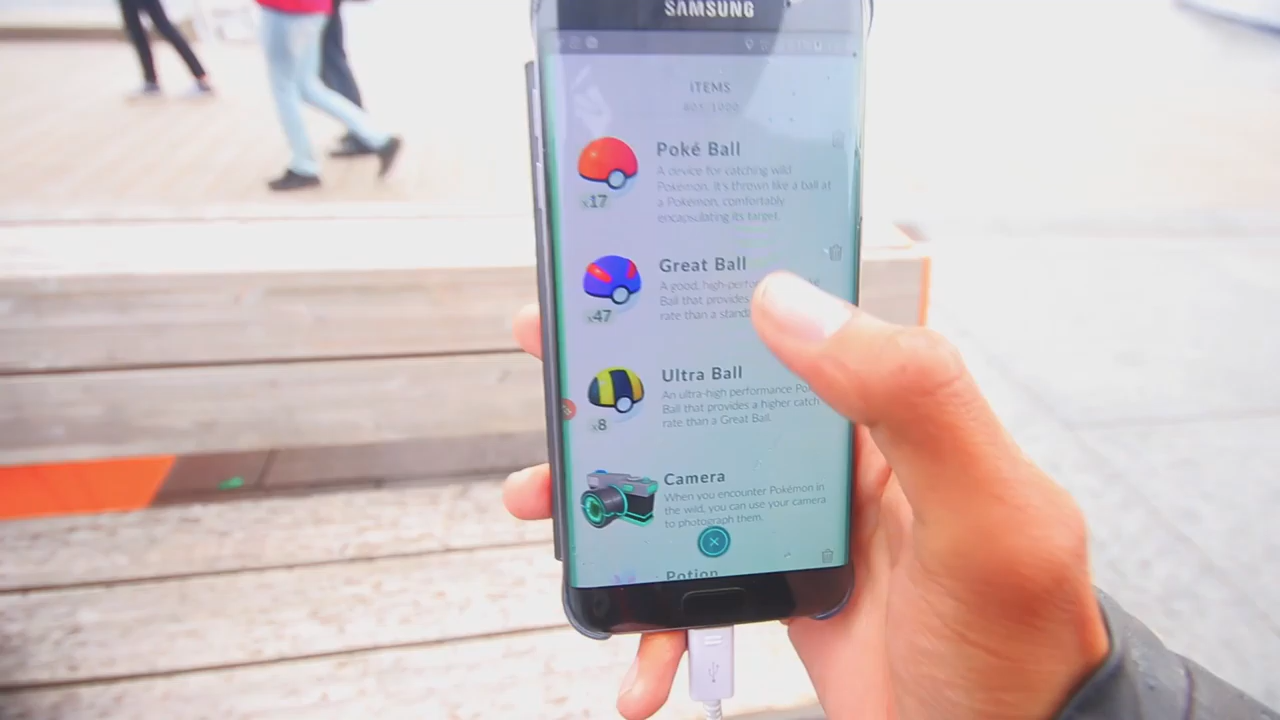 SAMSUNG
ITEMS
601/1000
Poké Ball
A device for catching wild
Pokémon. It's thrown like a ball at
a Pokémon, comfortably
encapsulating its target.
x17
Great Ball
A good, high-perfo
Ball that provides
rate than a standa
x47
Ultra Ball
An ultra-high performance Po
Ball that provides a higher catch
rate than a Great Ball.
x8
Camera
When you encounter Pokémon in
the wild, you can use your camera
to photograph them.
Potion